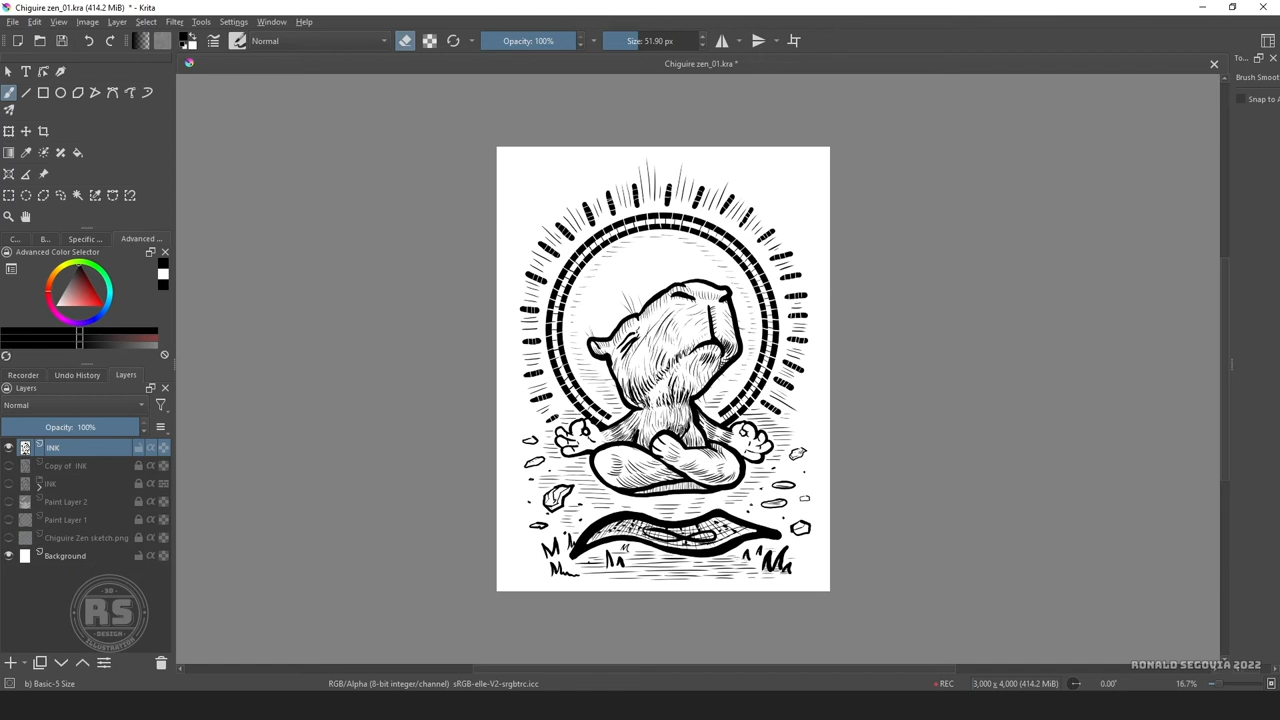 Chiguire zen_01.kra (414.2 MiB) * - Krita
File Edit View Image Layer Select Filter Tools Settings Window Help
Normal Opacity: 100% Size: 51.90 px
Chiguire zen_01.kra *
To...
Brush Smoo
Snap to A
C... B... Specific ... Advanced ...
Advanced Color Selector
Recorder Undo History Layers
Layers
Normal
Opacity: 100%
INK
Copy of INK
INK
Paint Layer 2
Paint Layer 1
Chiguire Zen sketch.png
Background
3D
RS
DESIGN
ILLUSTRATION
RONALD SEGOVIA 2022
b) Basic-5 Size RGB/Alpha (8-bit integer/channel) sRGB-elle-V2-srgbtrc.icc REC 3,000 x 4,000 (414.2 MiB) 0.00° 16.7%